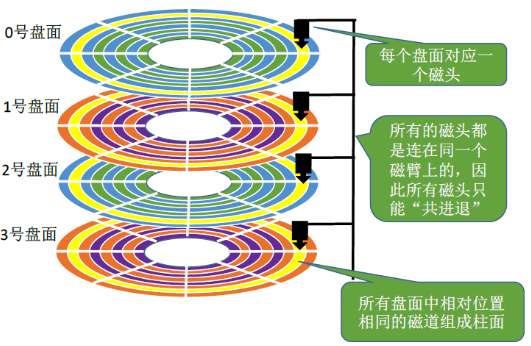 0号盘面
每个盘面对应一
个磁头
1号盘面
所有的磁头都
是连在同一个
磁臂上的，因
此所有磁头只
能“共进退”
2号盘面
3号盘面
所有盘面中相对位置
相同的磁道组成柱面